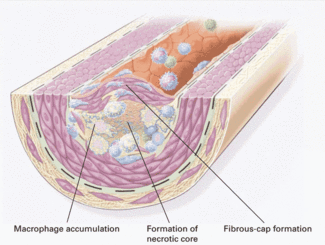 Macrophage accumulation
Formation of
necrotic core
Fibrous-cap formation